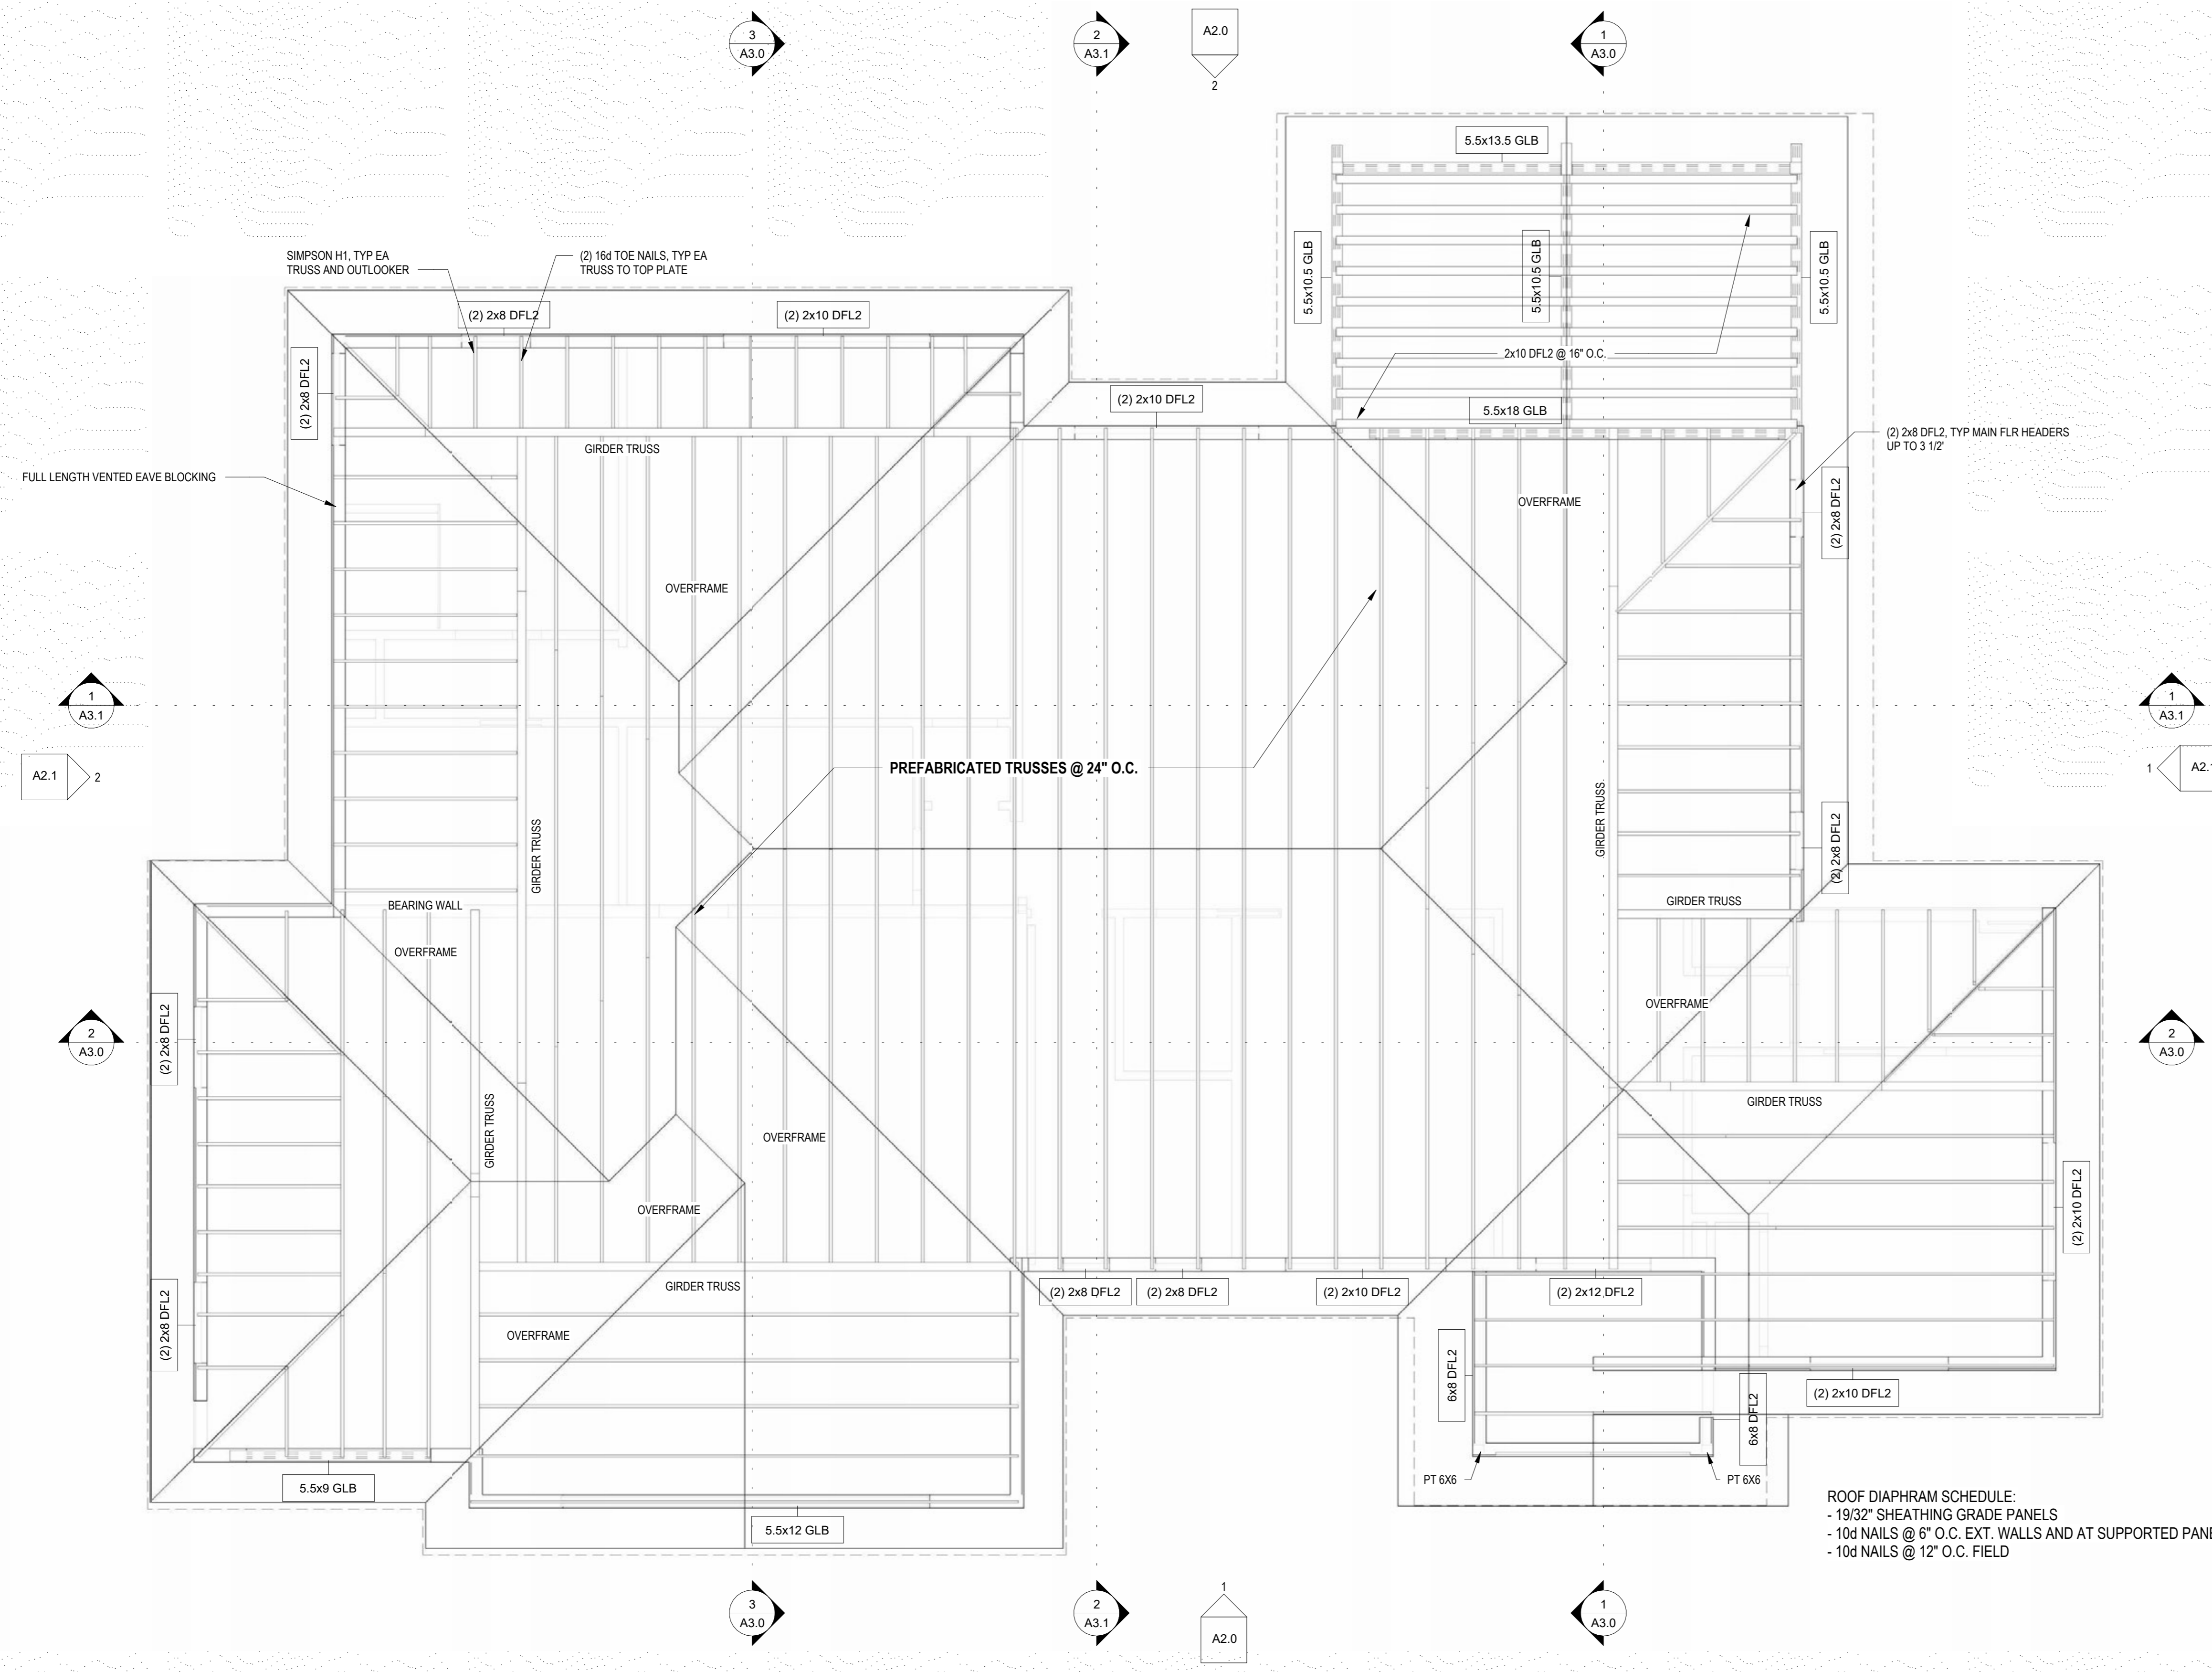 3
A3.0
2
A3.1
A2.0
2
1
A3.0
5.5x13.5 GLB
5.5x10.5 GLB
5.5x10.5 GLB
5.5x10.5 GLB
SIMPSON H1, TYP EA
TRUSS AND OUTLOOKER
(2) 16d TOE NAILS, TYP EA
TRUSS TO TOP PLATE
(2) 2x8 DFL2
(2) 2x10 DFL2
(2) 2x8 DFL2
2x10 DFL2 @ 16" O.C.
(2) 2x10 DFL2
5.5x18 GLB
(2) 2x8 DFL2, TYP MAIN FLR HEADERS
UP TO 3 1/2'
GIRDER TRUSS
FULL LENGTH VENTED EAVE BLOCKING
OVERFRAME
(2) 2x8 DFL2
OVERFRAME
1
A3.1
1
A3.1
A2.1
2
PREFABRICATED TRUSSES @ 24" O.C.
1
GIRDER TRUSS
GIRDER TRUSS
(2) 2x8 DFL2
BEARING WALL
GIRDER TRUSS
OVERFRAME
OVERFRAME
2
A3.0
(2) 2x8 DFL2
2
A3.0
GIRDER TRUSS
GIRDER TRUSS
OVERFRAME
OVERFRAME
(2) 2x10 DFL2
GIRDER TRUSS
(2) 2x8 DFL2
(2) 2x8 DFL2
(2) 2x10 DFL2
(2) 2x12 DFL2
(2) 2x8 DFL2
OVERFRAME
6x8 DFL2
(2) 2x10 DFL2
6x8 DFL2
5.5x9 GLB
PT 6X6
PT 6X6
5.5x12 GLB
ROOF DIAPHRAM SCHEDULE:
- 19/32" SHEATHING GRADE PANELS
- 10d NAILS @ 6" O.C. EXT. WALLS AND AT SUPPORTED
- 10d NAILS @ 12" O.C. FIELD
3
A3.0
2
A3.1
1
A2.0
1
A3.0